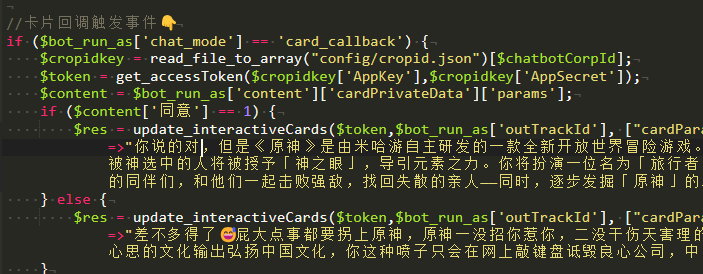 //卡片回调触发事件👇
if ($bot_run_as['chat_mode'] == 'card_callback') {
$cropidkey = read_file_to_array("config/cropid.json")[$chatbotCorpId];
$token = get_accessToken($cropidkey['AppKey'],$cropidkey['AppSecret']);
$content = $bot_run_as['content']['cardPrivateData']['params'];
if ($content['同意'] == 1) {
$res = update_interactiveCards($token,$bot_run_as['outTrackId'], ["cardPara
=>"你说的对，但是《原神》是由米哈游自主研发的一款全新开放世界冒险游戏。
被神选中的人将被授予「神之眼」，导引元素之力。你将扮演一位名为「旅行者
的同伴们，和他们一起击败强敌，找回失散的亲人——同时，逐步发掘「原神」的
} else {
$res = update_interactiveCards($token,$bot_run_as['outTrackId'], ["cardPara
=>"差不多得了😅屁大点事都要拐上原神，原神一没招你惹你，二没干伤天害理的
心思的文化输出弘扬中国文化，你这种喷子只会在网上敲键盘诋毁良心公司，中
}